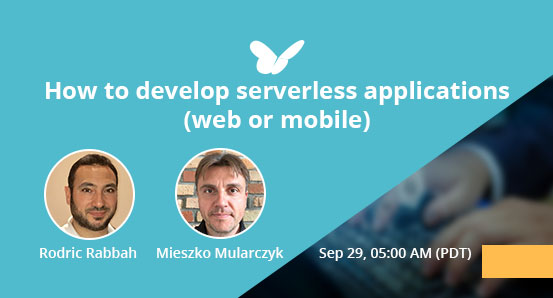 How to develop serverless applications
(web or mobile)
Rodric Rabbah
Mieszko Mularczyk
Sep 29, 05:00 AM (PDT)